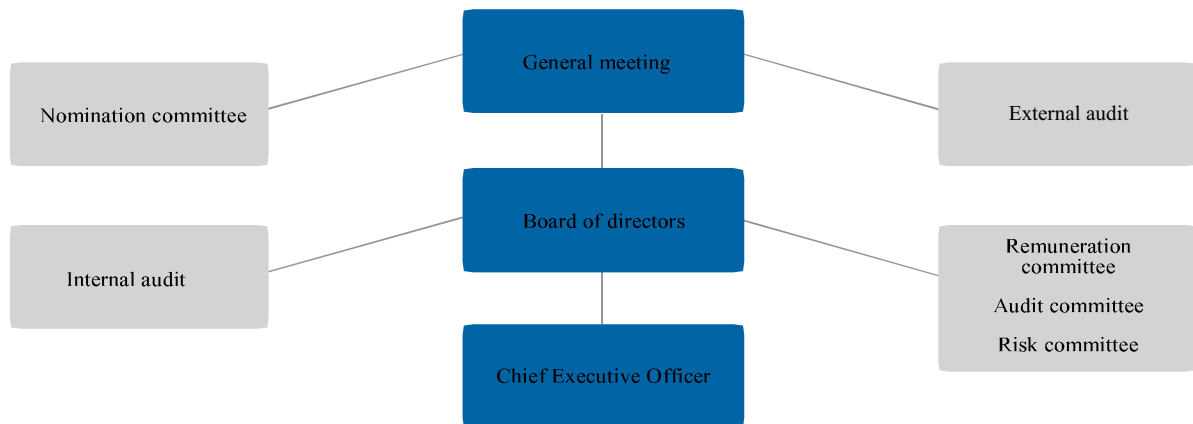 General meeting
Nomination committee
External audit
Board of directors
Internal audit
Remuneration
committee
Audit committee
Risk committee
Chief Executive Officer